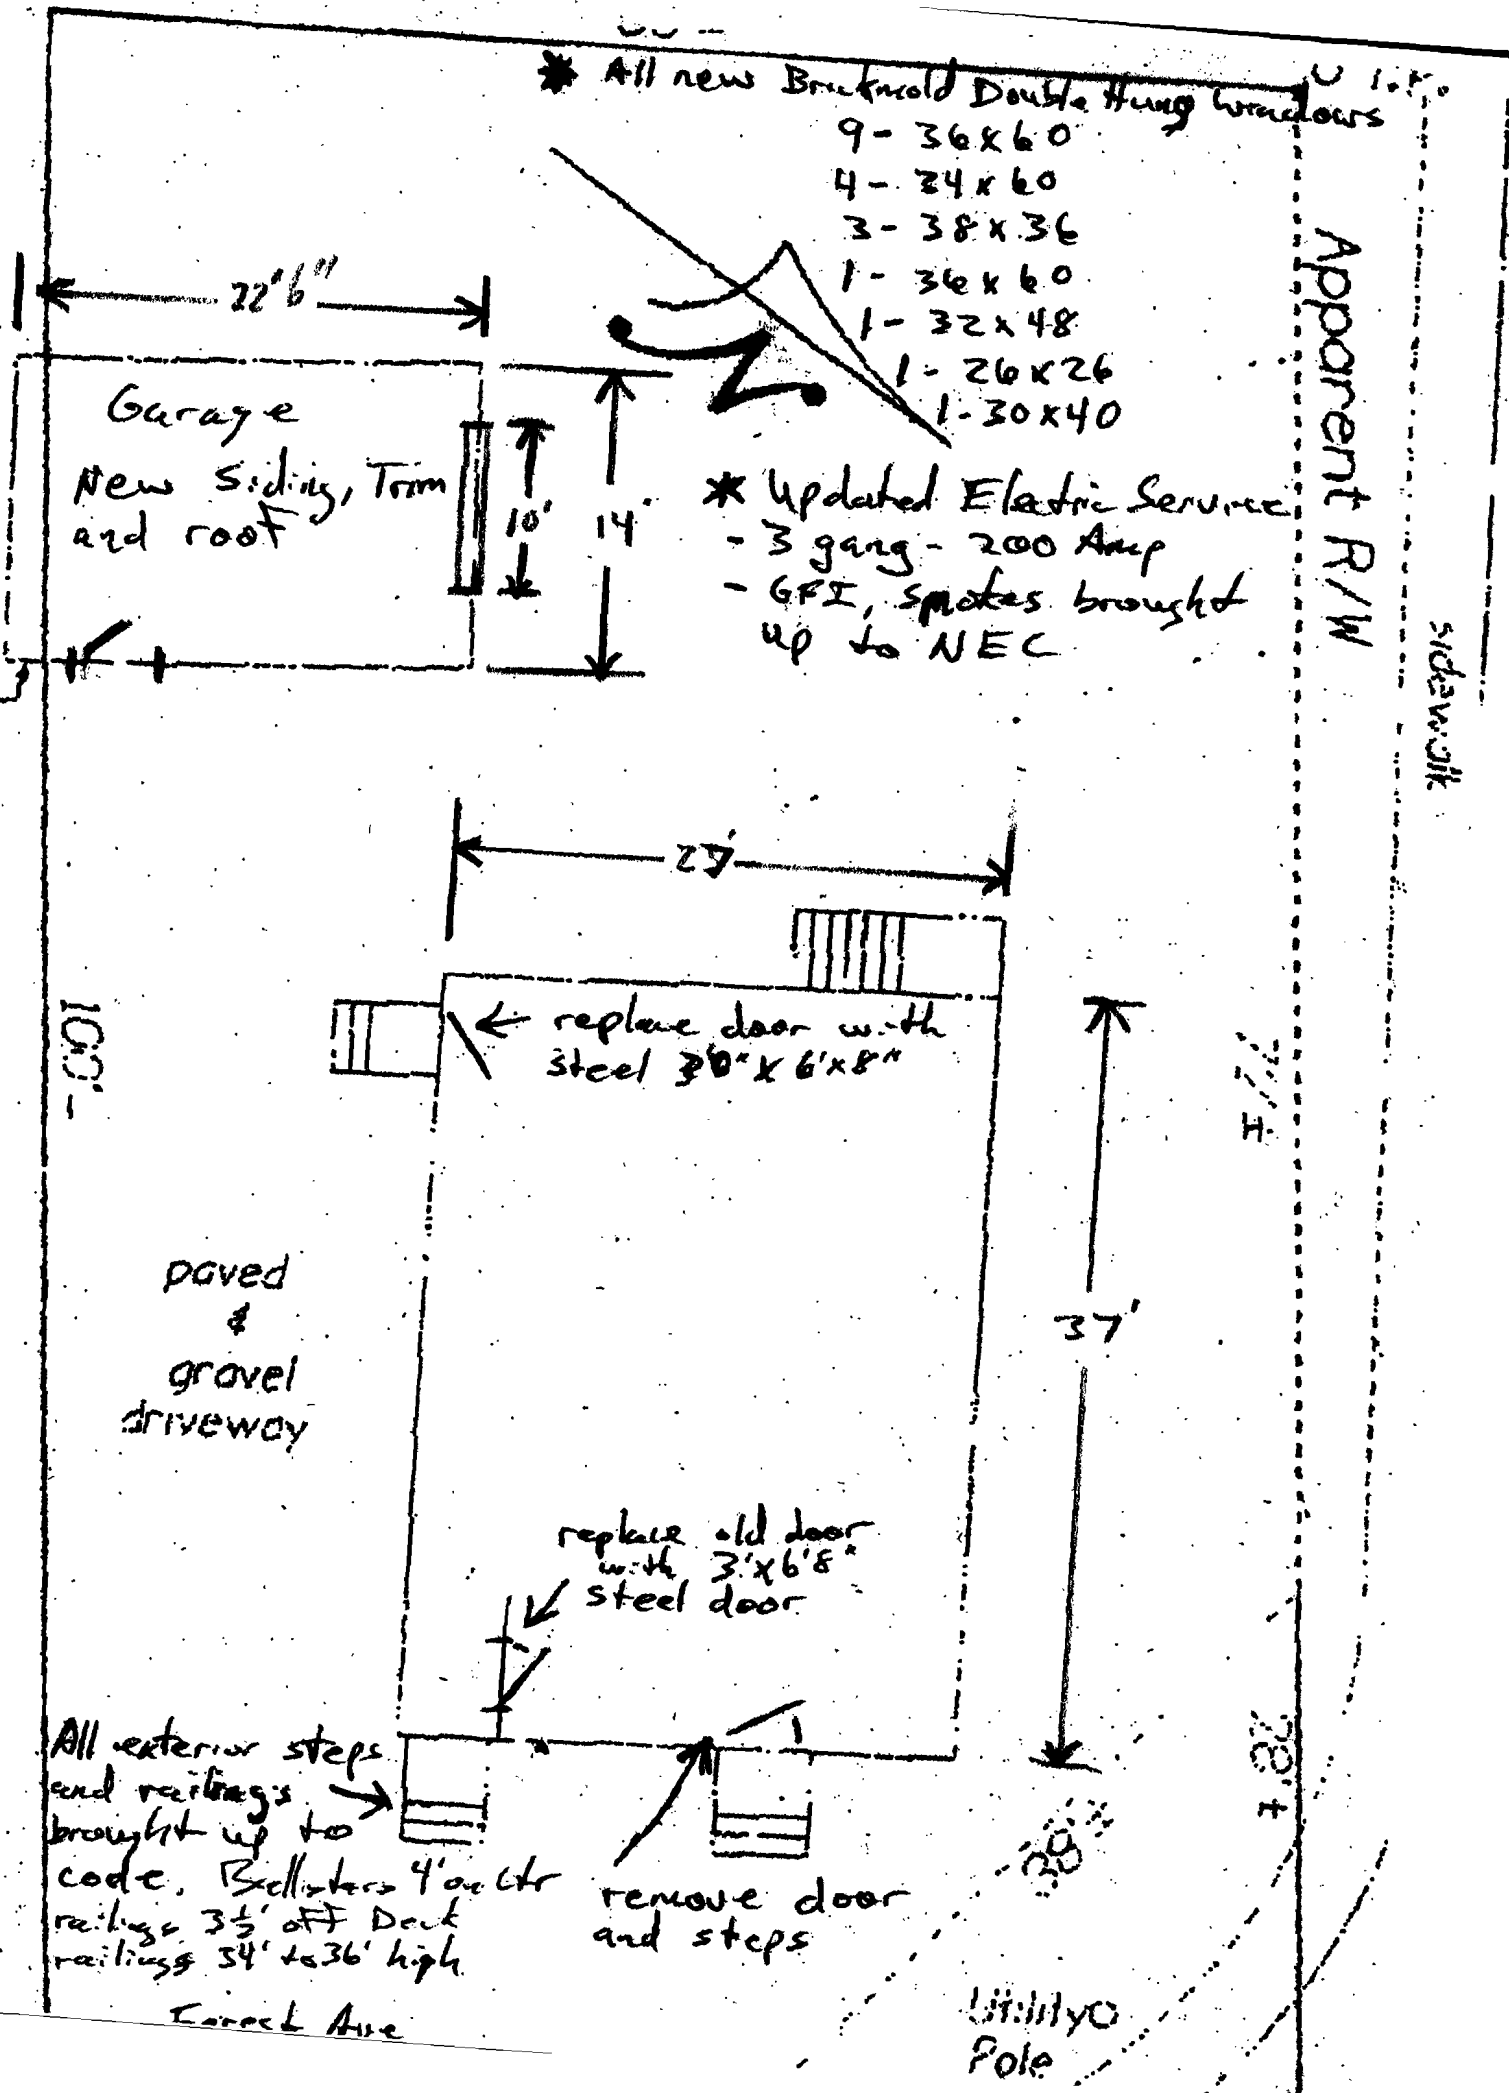 * All new Brickmold Double Hung Windows
9 - 36x60
4 - 34x60
3 - 38x36
1 - 36x60
1 - 32x48
1 - 26x26
1 - 30x40
22'6"
Garage
New Siding, Trim
and roof
10'
14'
* Updated Electric Service
- 3 gang - 200 Amp
- GFI, smokes brought
up to NEC
Apparent R/W
sidewalk
replace door with
steel 3'0" x 6'x8"
100'-
77'±
37'
paved
&
gravel
driveway
replace old door
with 3'x6'8"
steel door
All exterior steps
and railings
brought up to
code. Ballisters 4' on Ctr
railings 3½' off Deck
railings 34' to 36' high
remove door
and steps
28'±
Ave
Utility
Pole